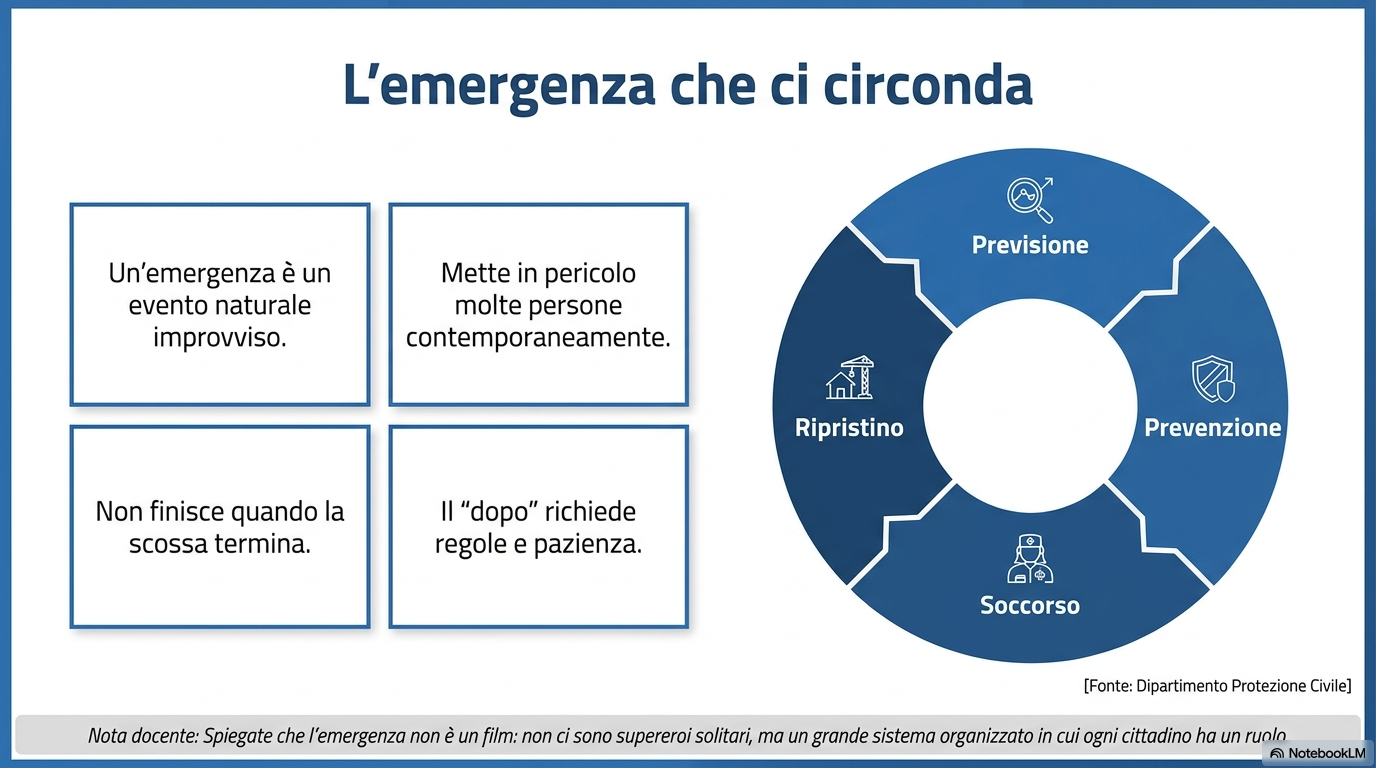 L’emergenza che ci circonda
Un’emergenza è un
evento naturale
improvviso.
Mette in pericolo
molte persone
contemporaneamente.
Non finisce quando la
scossa termina.
Il “dopo” richiede
regole e pazienza.
Previsione
Prevenzione
Soccorso
Ripristino
[Fonte: Dipartimento Protezione Civile]
Nota docente: Spiegate che l’emergenza non è un film: non ci sono supereroi solitari, ma un grande sistema organizzato in cui ogni cittadino ha un ruolo.
NotebookLM